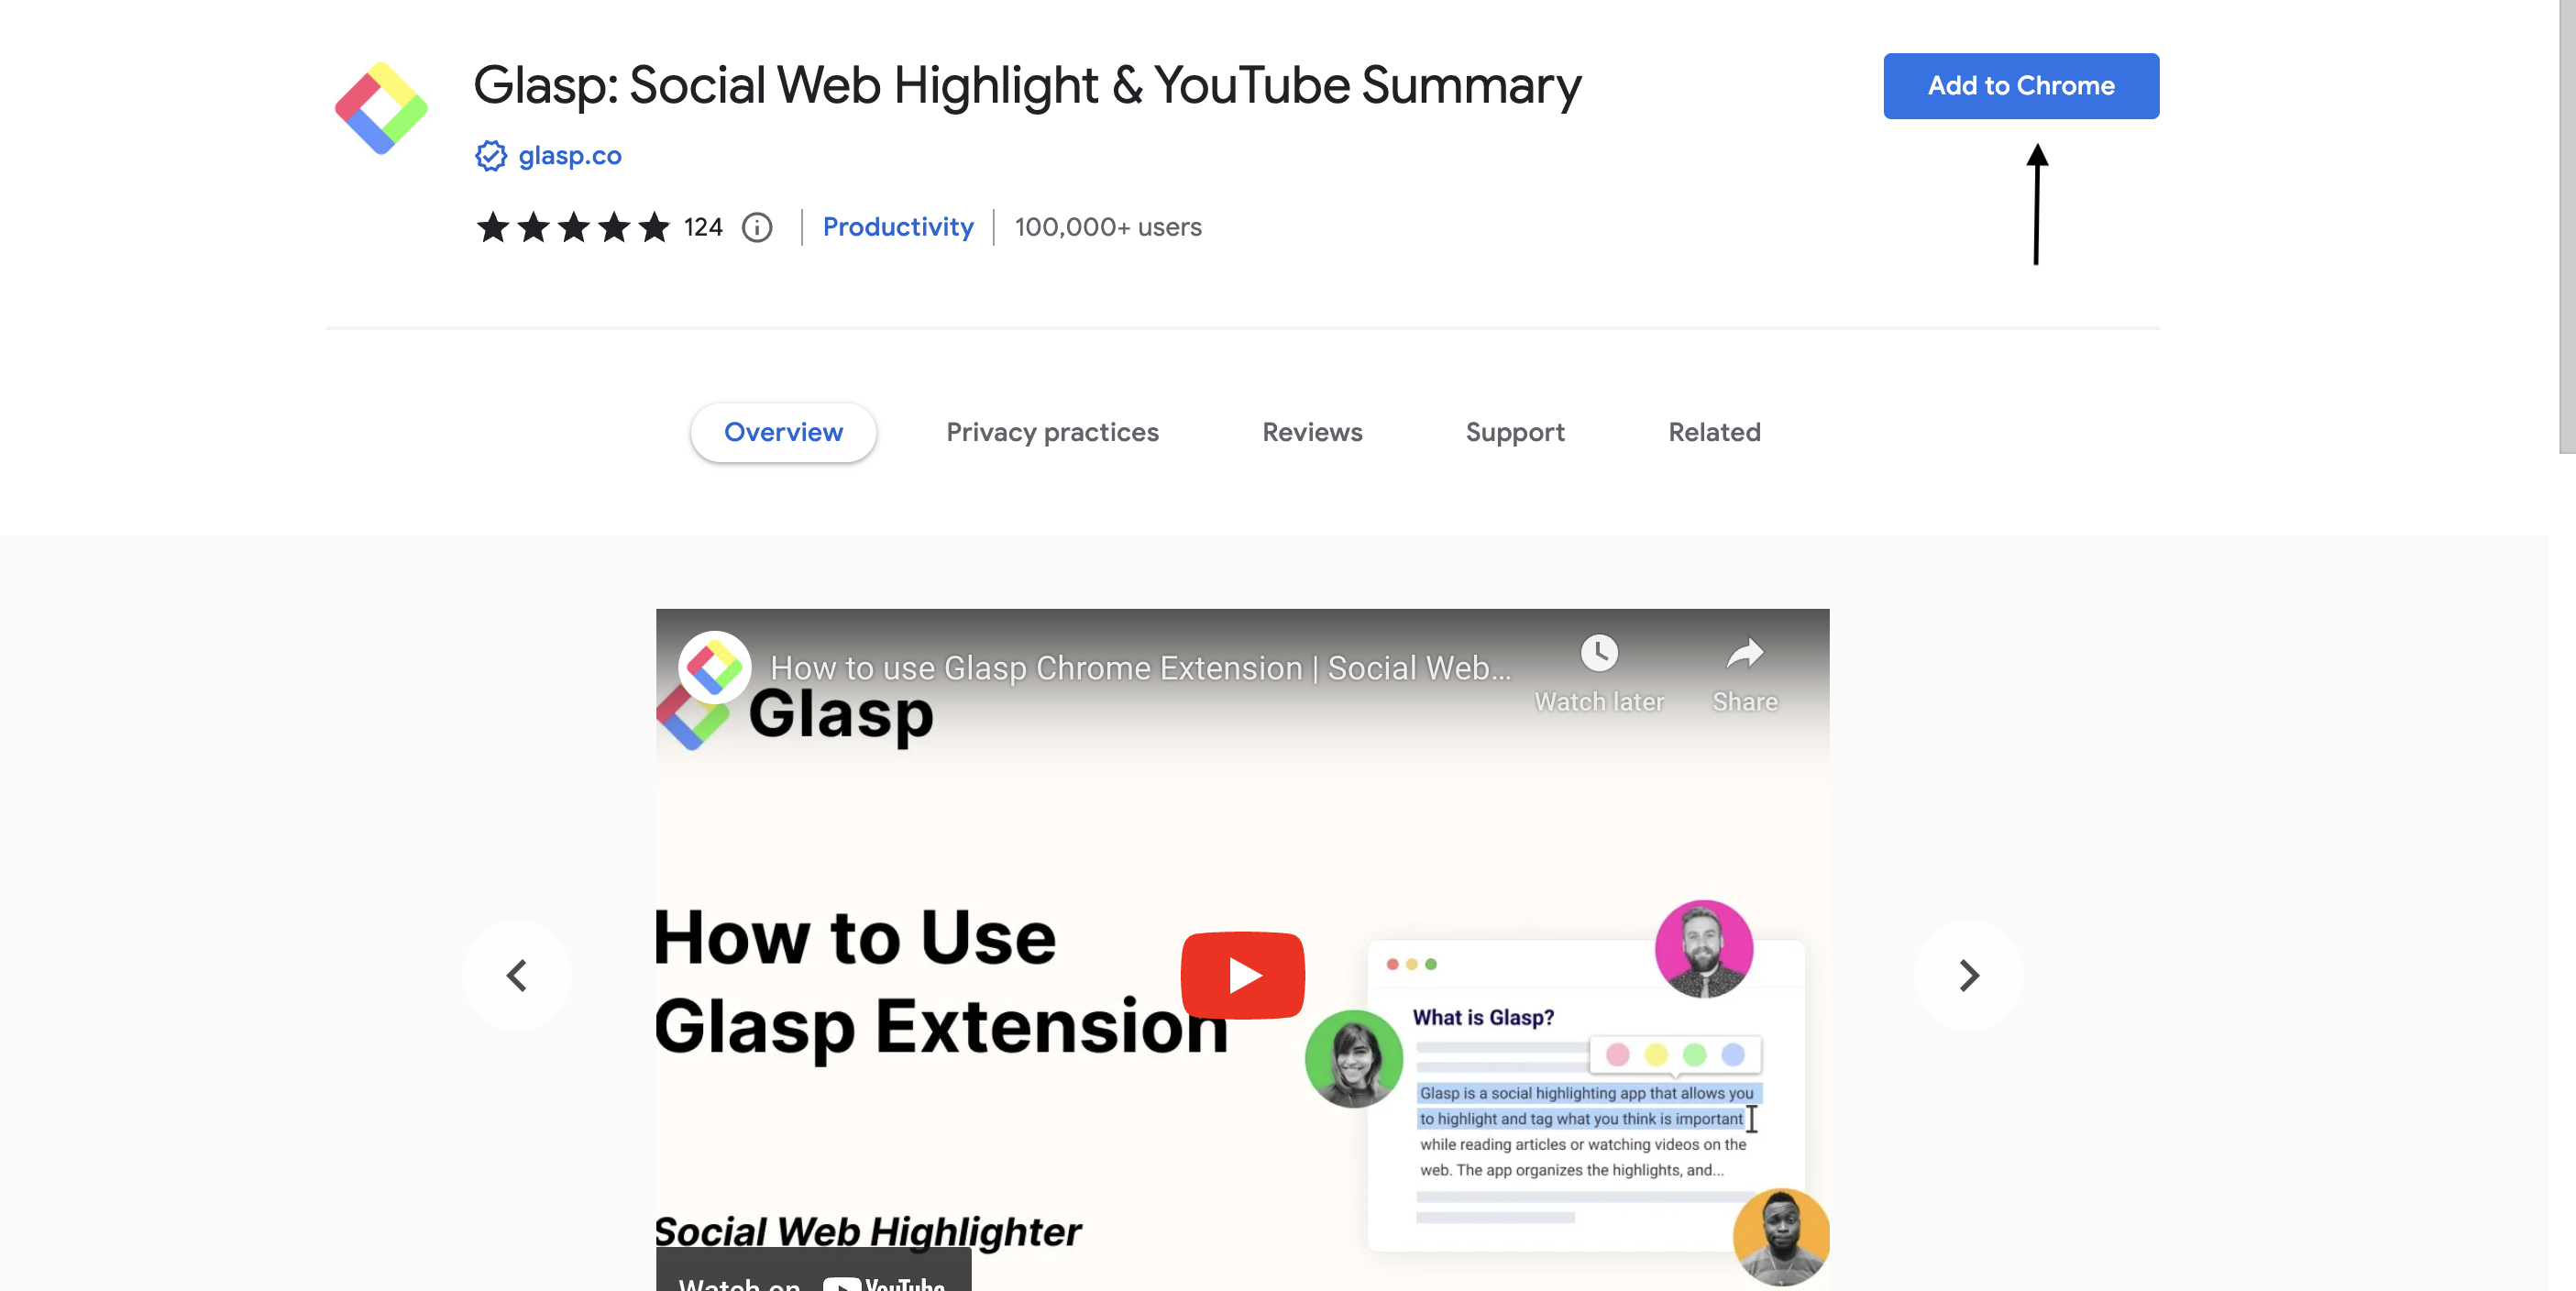 Glasp: Social Web Highlight & YouTube Summary
Add to Chrome
glasp.co
124
Productivity
100,000+ users
Overview
Privacy practices
Reviews
Support
Related
How to use Glasp Chrome Extension | Social Web...
Watch later
Share
Glasp
How to Use
Glasp Extension
What is Glasp?
Glasp is a social highlighting app that allows you
to highlight and tag what you think is important
while reading articles or watching videos on the
web. The app organizes the highlights, and...
Social Web Highlighter
Watch on YouTube